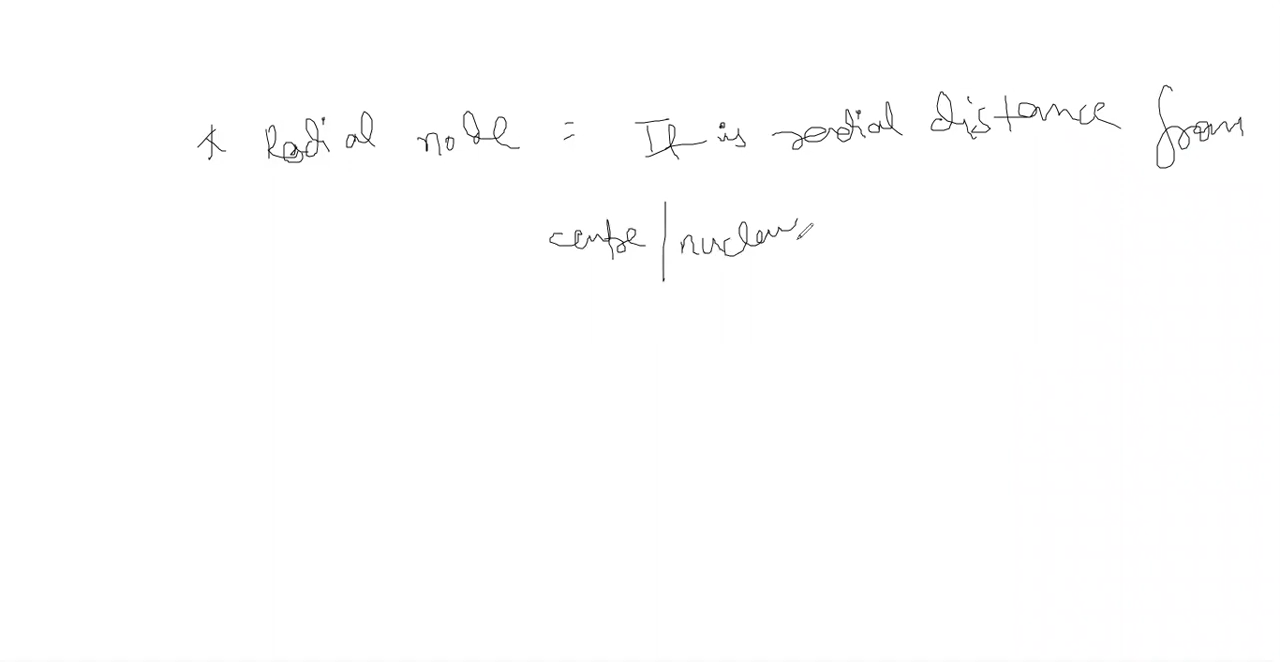 * Radial node = It is radial distance from
centre/nucleus